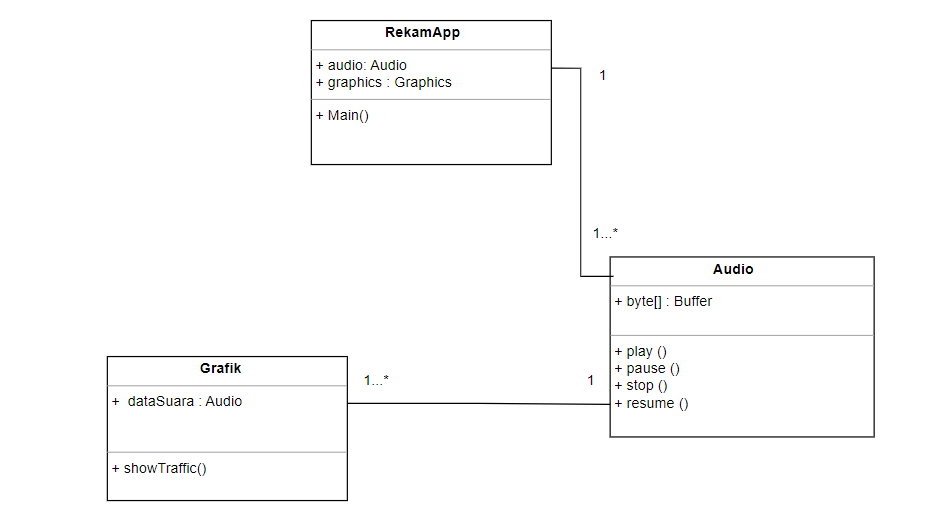 RekamApp
+ audio: Audio
+ graphics : Graphics
+ Main()
1
1...*
Audio
+ byte[] : Buffer
+ play ()
+ pause ()
+ stop ()
+ resume ()
Grafik
+ dataSuara : Audio
+ showTraffic()
1...*
1